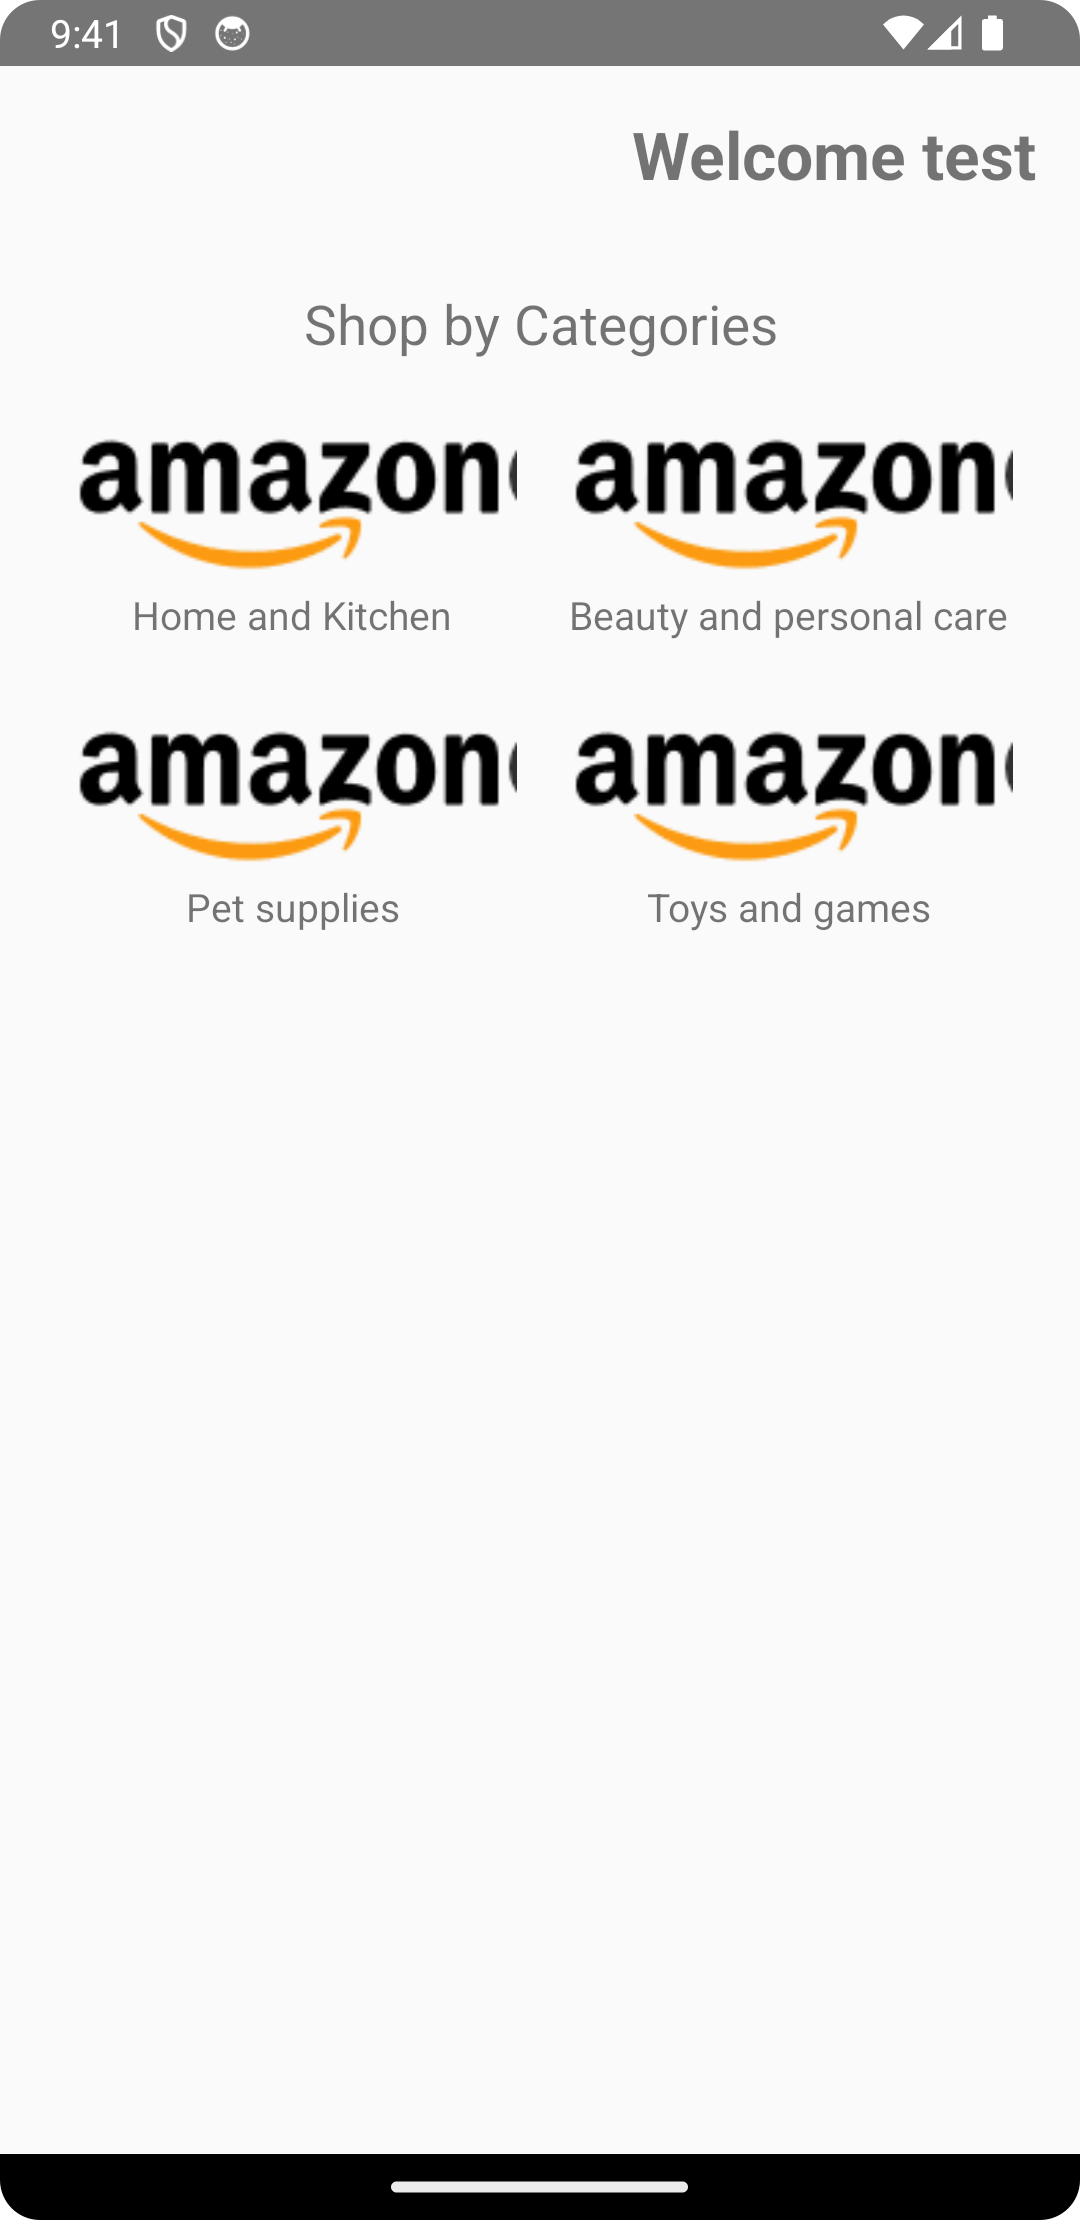 9:41
Welcome test
Shop by Categories
amazon amazon
Home and Kitchen Beauty and personal care
amazon amazon
Pet supplies Toys and games